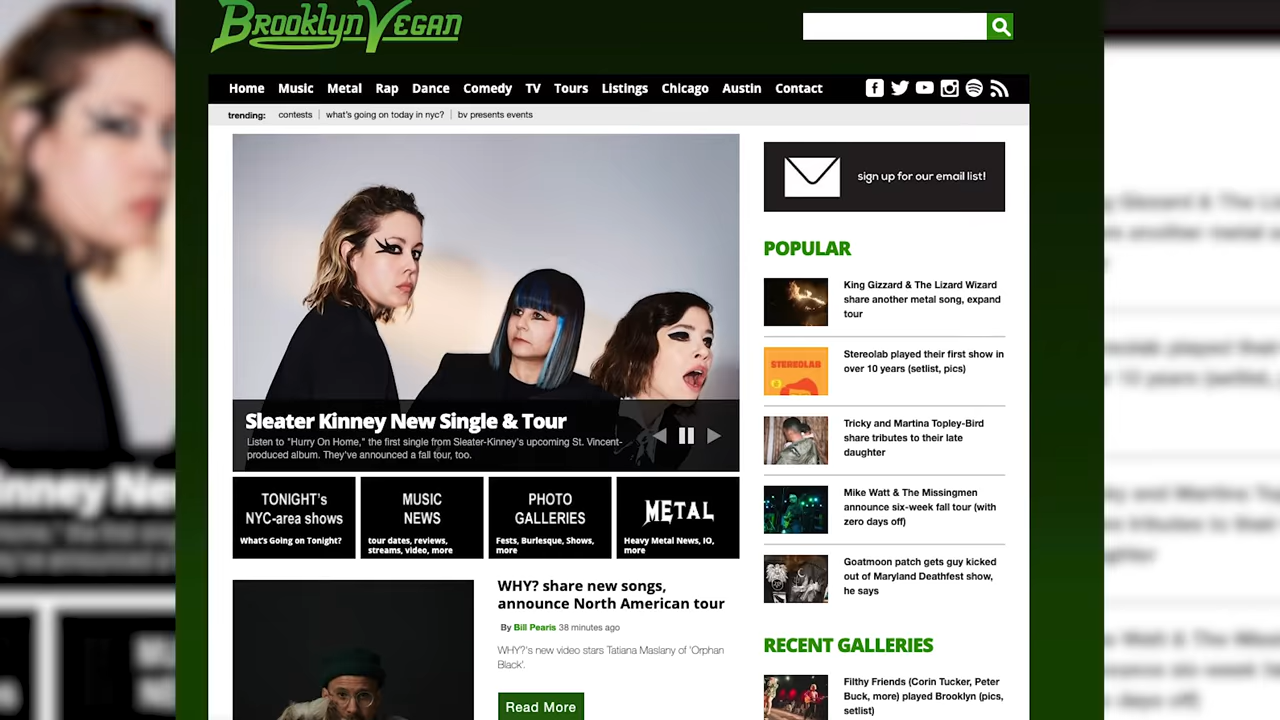 BrooklynVegan
Home Music Metal Rap Dance Comedy TV Tours Listings Chicago Austin Contact
trending: contests what's going on today in nyc? bv presents events
Sleater Kinney New Single & Tour
Listen to "Hurry On Home," the first single from Sleater-Kinney's upcoming St. Vincent-
produced album. They've announced a fall tour, too.
TONIGHT's
NYC-area shows
What's Going on Tonight?
MUSIC
NEWS
tour dates, reviews,
streams, video, more
PHOTO
GALLERIES
Fests, Burlesque, Shows,
more
METAL
Heavy Metal News, IO,
more
WHY? share new songs,
announce North American tour
By Bill Pearis 38 minutes ago
WHY?'s new video stars Tatiana Maslany of 'Orphan
Black'.
Read More
sign up for our email list!
POPULAR
King Gizzard & The Lizard Wizard
share another metal song, expand
tour
STEREOLAB
Stereolab played their first show in
over 10 years (setlist, pics)
Tricky and Martina Topley-Bird
share tributes to their late
daughter
Mike Watt & The Missingmen
announce six-week fall tour (with
zero days off)
Goatmoon patch gets guy kicked
out of Maryland Deathfest show,
he says
RECENT GALLERIES
Filthy Friends (Corin Tucker, Peter
Buck, more) played Brooklyn (pics,
setlist)